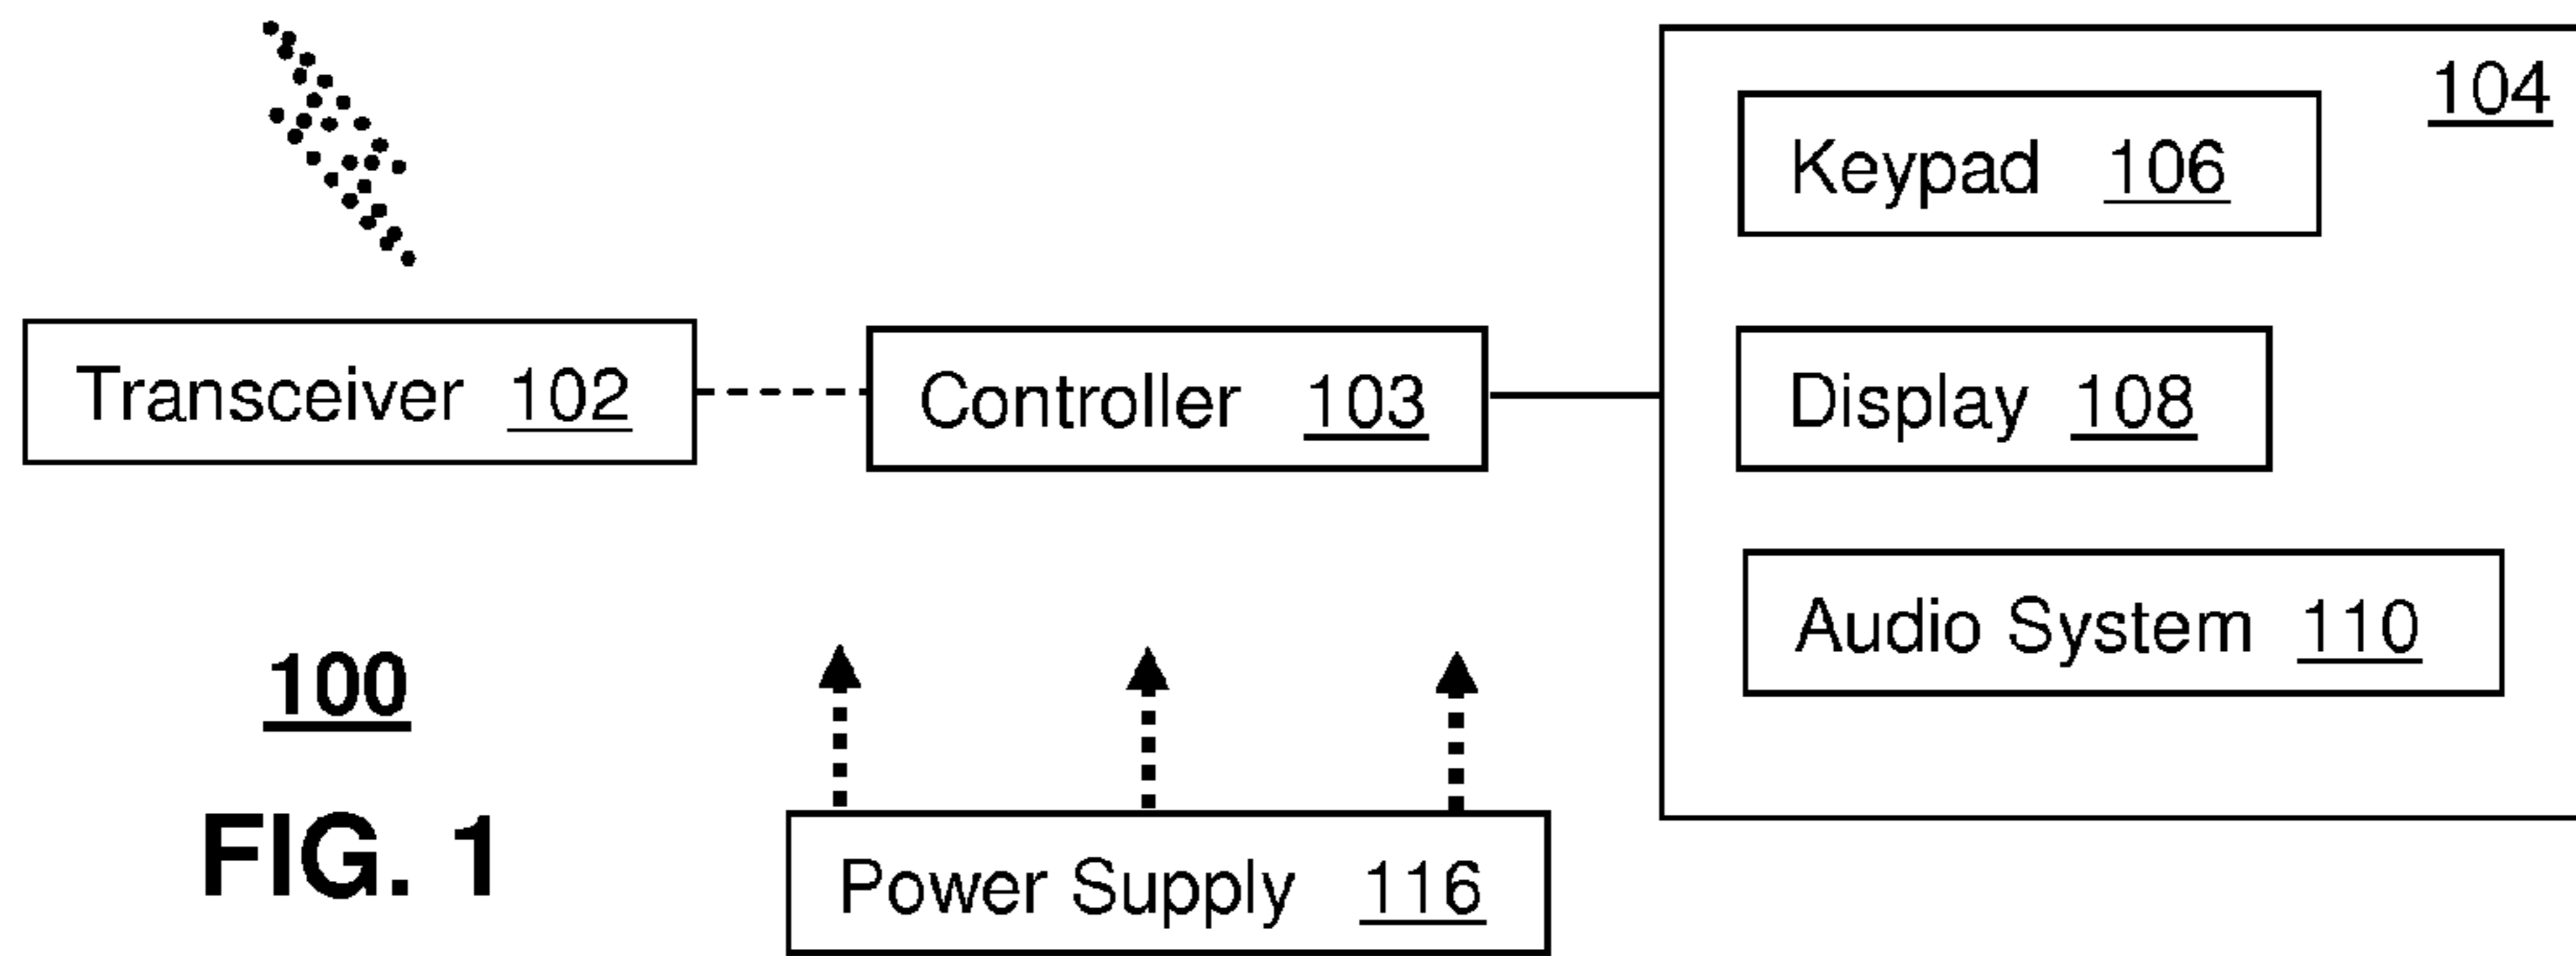 104
Keypad 106
Transceiver 102
Controller 103
Display 108
Audio System 110
100
FIG. 1
Power Supply 116